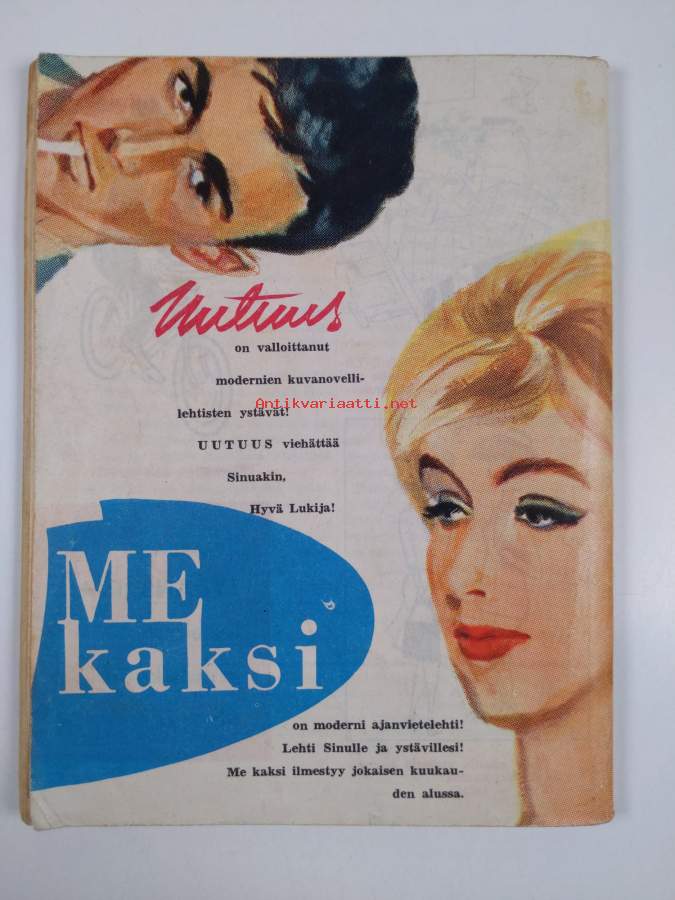 Uutuus
on valloittanut
modernien kuvanovelli-
lehtisten ystävät!
Antikvariaatti.net
UUTUUS viehättää
Sinuakin,
Hyvä Lukija!
ME
kaksi
on moderni ajanvietelehti!
Lehti Sinulle ja ystävillesi!
Me kaksi ilmestyy jokaisen kuukau-
den alussa.